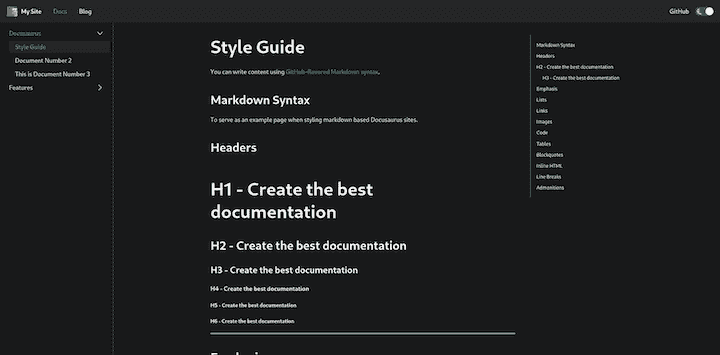 My Site Docs Blog GitHub
Docusaurus
Style Guide
Document Number 2
This is Document Number 3
Features
Style Guide
You can write content using GitHub-flavored Markdown syntax.
Markdown Syntax
To serve as an example page when styling markdown based Docusaurus sites.
Headers
H1 - Create the best
documentation
H2 - Create the best documentation
H3 - Create the best documentation
H4 - Create the best documentation
H5 - Create the best documentation
H6 - Create the best documentation
Markdown Syntax
Headers
H2 - Create the best documentation
H3 - Create the best documentation
Emphasis
Lists
Links
Images
Code
Tables
Blockquotes
Inline HTML
Line Breaks
Admonitions